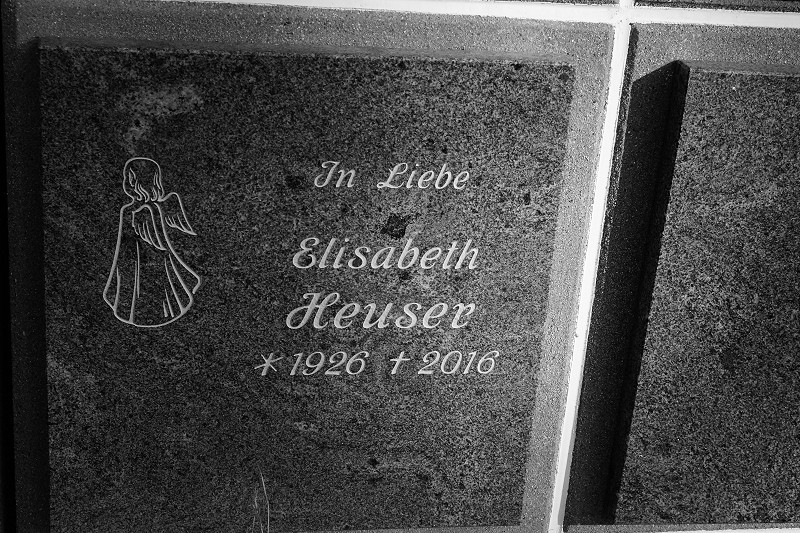 In Liebe
Elisabeth
Heuser
* 1926 † 2016